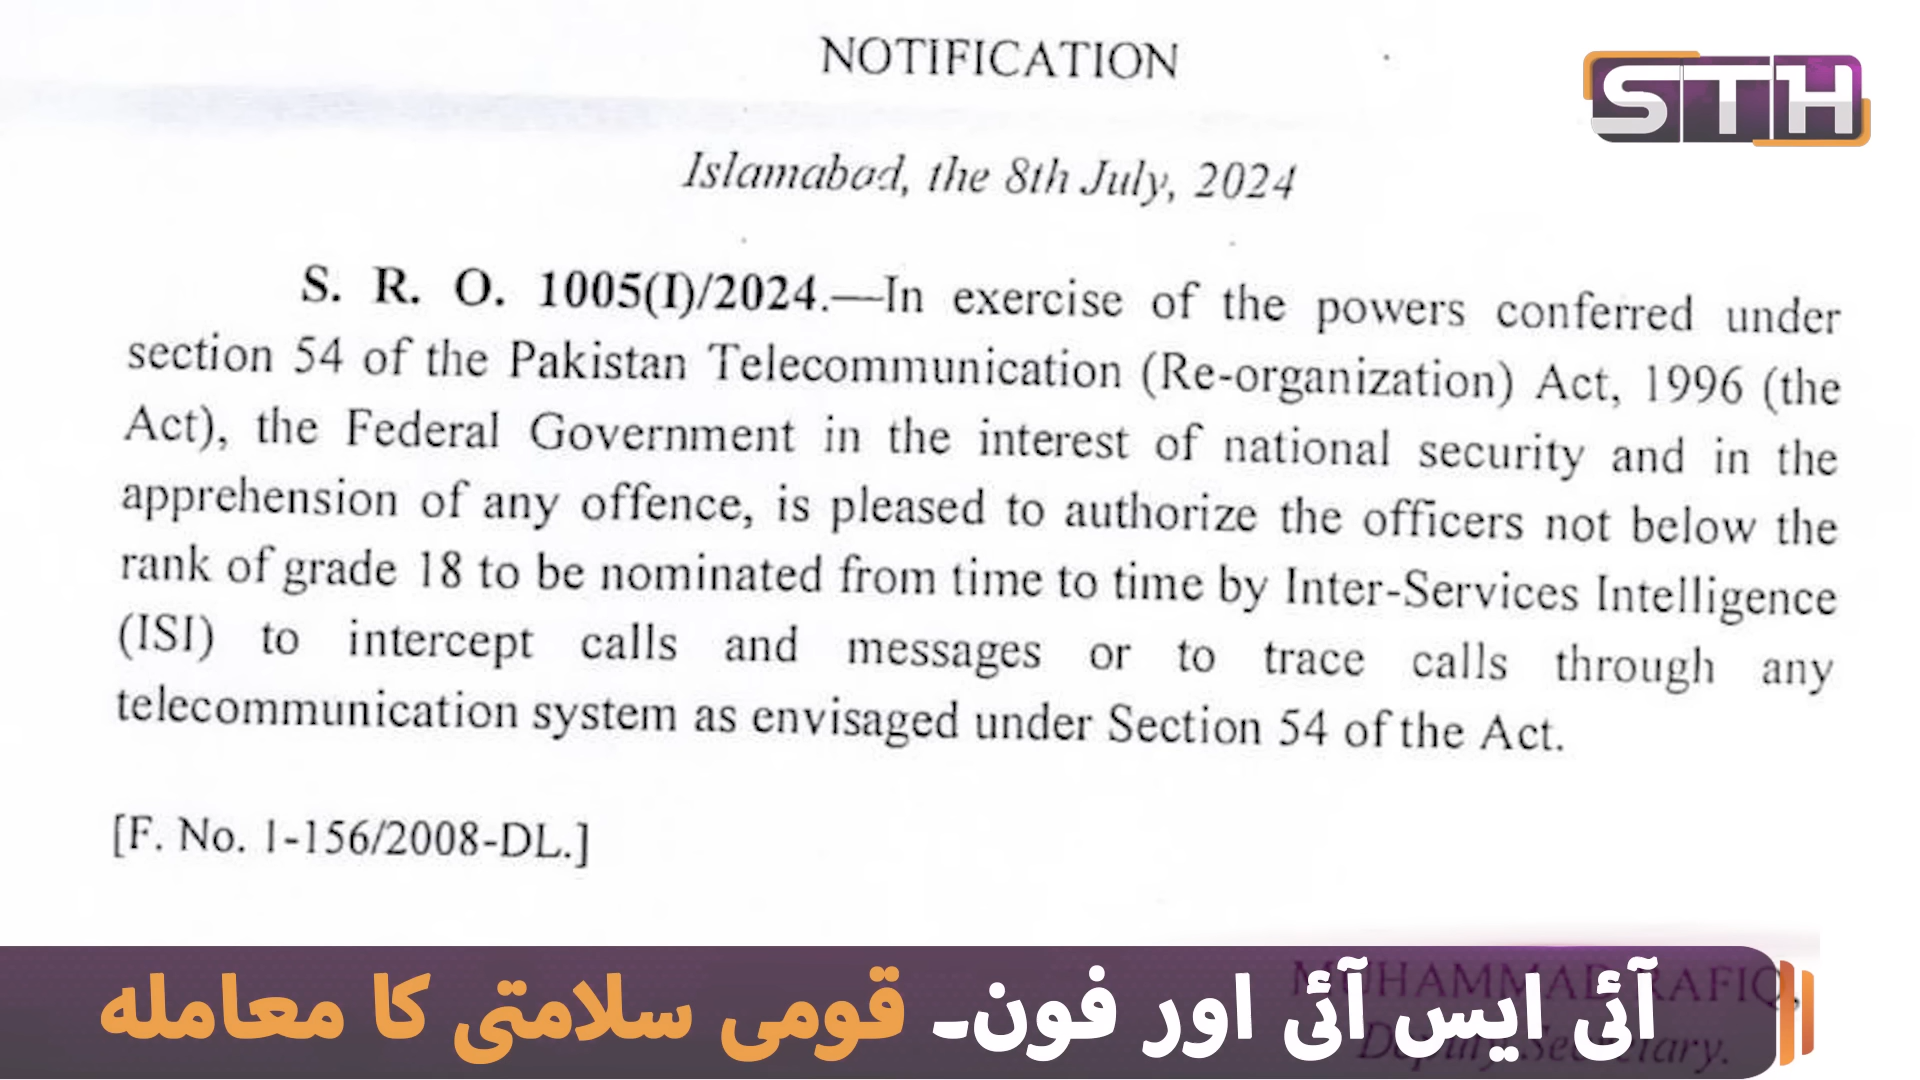 NOTIFICATION
STH
Islamabad, the 8th July, 2024
S. R. O. 1005(I)/2024.—In exercise of the powers conferred under
section 54 of the Pakistan Telecommunication (Re-organization) Act, 1996 (the
Act), the Federal Government in the interest of national security and in the
apprehension of any offence, is pleased to authorize the officers not below the
rank of grade 18 to be nominated from time to time by Inter-Services Intelligence
(ISI) to intercept calls and messages or to trace calls through any
telecommunication system as envisaged under Section 54 of the Act.
[F. No. 1-156/2008-DL.]
MUHAMMAD RAFIQ,
Deputy Secretary.
آئی ایس آئی اور فون۔ قومی سلامتی کا معاملہ